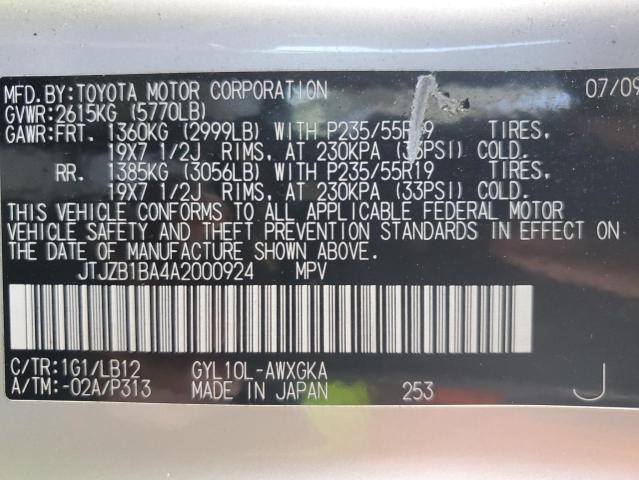 MFD.BY:TOYOTA MOTOR CORPORATION 07/09
GVWR:2615KG (5770LB)
GAWR:FRT. 1360KG (2999LB) WITH P235/55R19 TIRES,
19X7 1/2J RIMS, AT 230KPA (33PSI) COLD.
RR. 1385KG (3056LB) WITH P235/55R19 TIRES,
19X7 1/2J RIMS, AT 230KPA (33PSI) COLD.
THIS VEHICLE CONFORMS TO ALL APPLICABLE FEDERAL MOTOR
VEHICLE SAFETY AND THEFT PREVENTION STANDARDS IN EFFECT ON
THE DATE OF MANUFACTURE SHOWN ABOVE.
JTJZB1BA4A2000924 MPV
C/TR:1G1/LB12 GYL10L-AWXGKA
A/TM:-02A/P313 MADE IN JAPAN 253 J